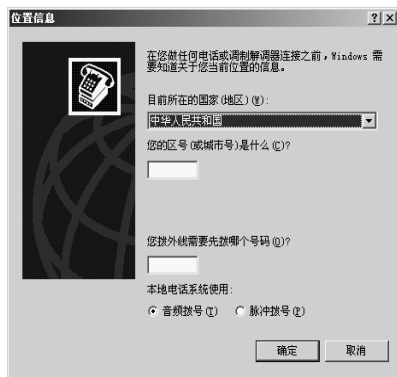 位置信息
在您做任何电话或调制解调器连接之前，Windows 需
要知道关于您当前位置的信息。
目前所在的国家(地区)(W):
中华人民共和国
您的区号(或城市号)是什么(C)?
您拨外线需要先拨哪个号码(O)?
本地电话系统使用:
音频拨号(T) 脉冲拨号(P)
确定 取消